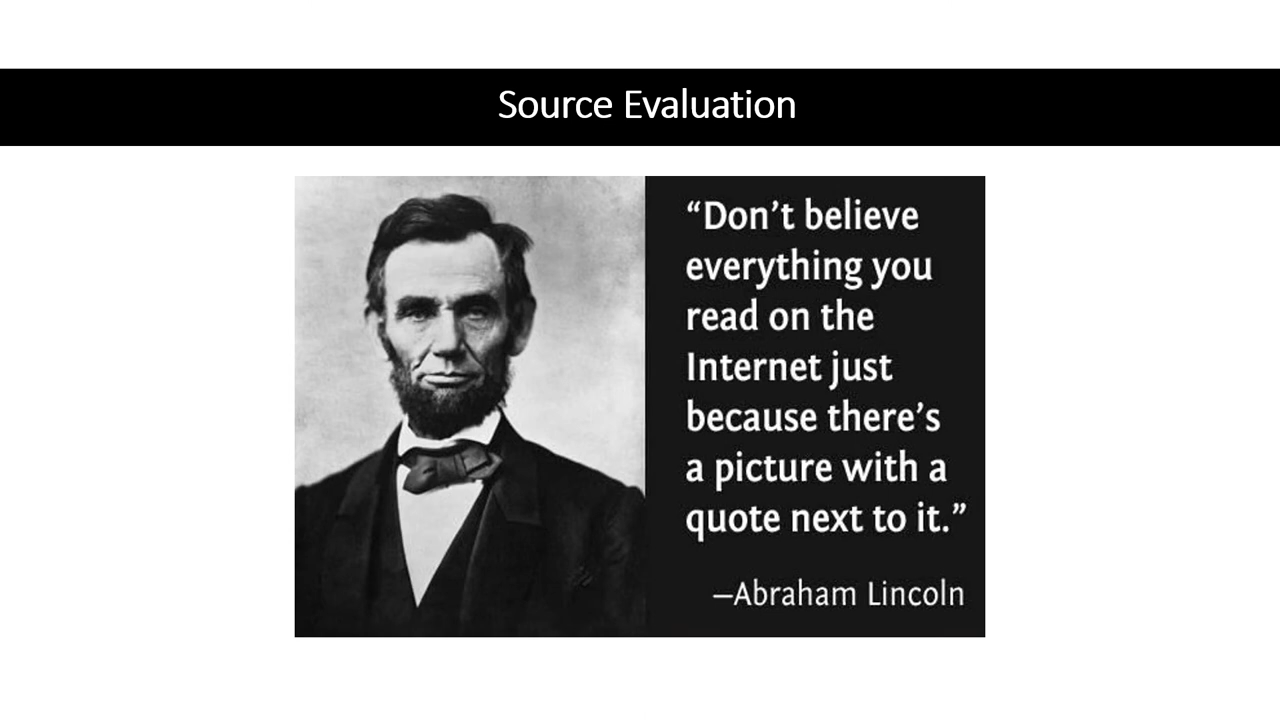 Source Evaluation
“Don’t believe
everything you
read on the
Internet just
because there’s
a picture with a
quote next to it.”
—Abraham Lincoln